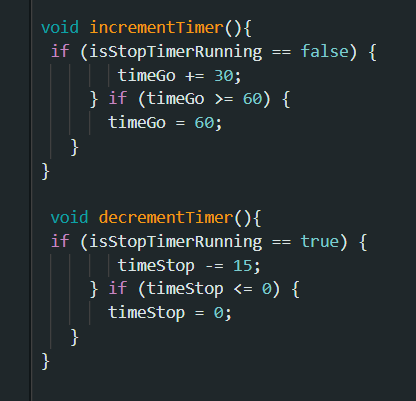 void incrementTimer(){
if (isStopTimerRunning == false) {
timeGo += 30;
} if (timeGo >= 60) {
timeGo = 60;
}
}
void decrementTimer(){
if (isStopTimerRunning == true) {
timeStop -= 15;
} if (timeStop <= 0) {
timeStop = 0;
}
}